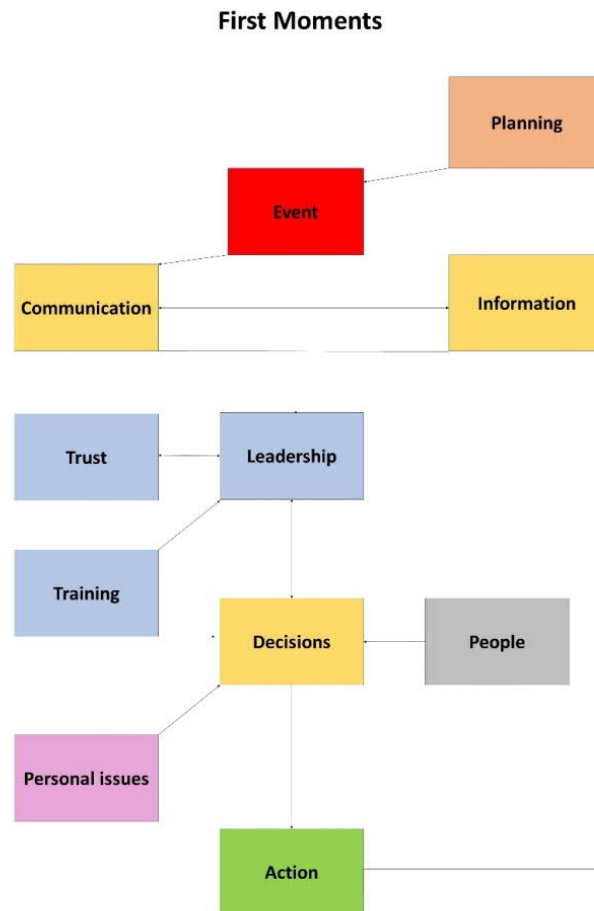 First Moments
Planning
Event
Communication
Information
Trust
Leadership
Training
Decisions
People
Personal issues
Action